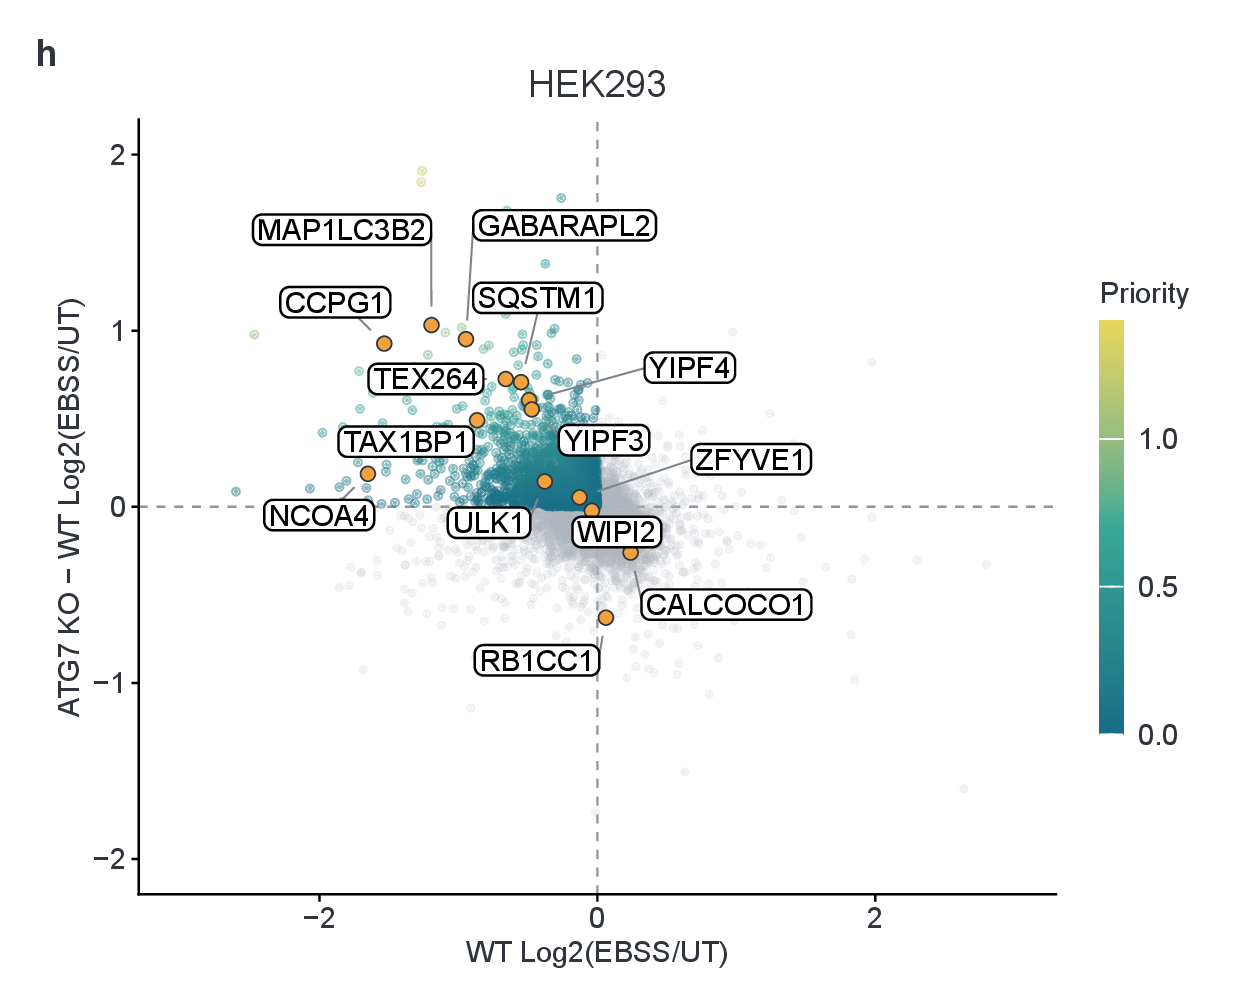 h
HEK293
2
1
0
−1
−2
ATG7 KO − WT Log2(EBSS/UT)
MAP1LC3B2
GABARAPL2
CCPG1
SQSTM1
TEX264
YIPF4
TAX1BP1
YIPF3
ZFYVE1
NCOA4
ULK1
WIPI2
CALCOCO1
RB1CC1
−2
0
2
WT Log2(EBSS/UT)
Priority
1.0
0.5
0.0